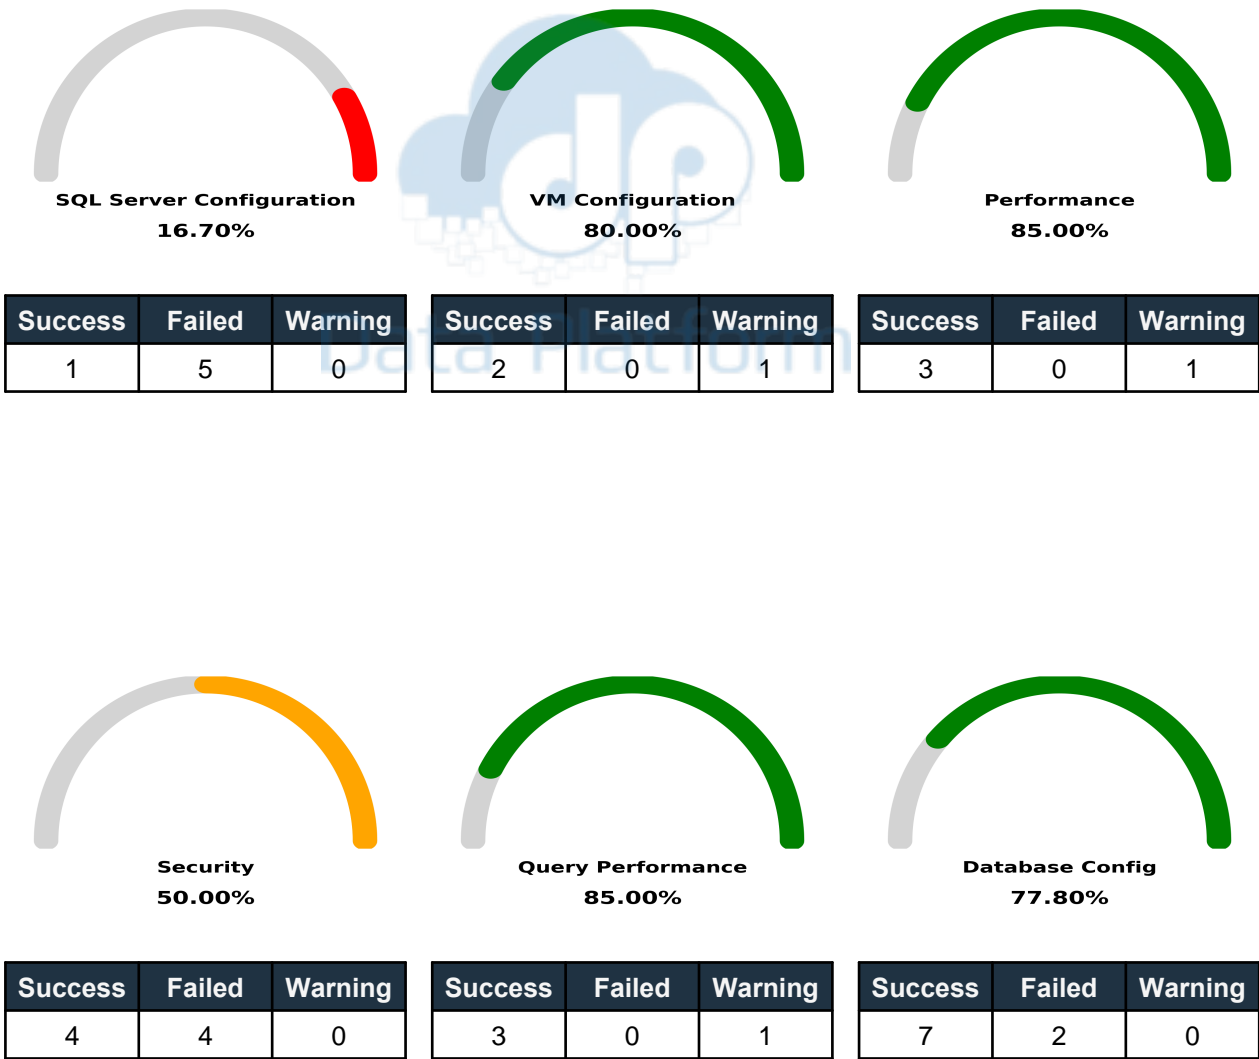 SQL Server Configuration
16.70%
Success Failed Warning
1 5 0
VM Configuration
80.00%
Success Failed Warning
2 0 1
Performance
85.00%
Success Failed Warning
3 0 1
dp
Data Platform
Security
50.00%
Success Failed Warning
4 4 0
Query Performance
85.00%
Success Failed Warning
3 0 1
Database Config
77.80%
Success Failed Warning
7 2 0